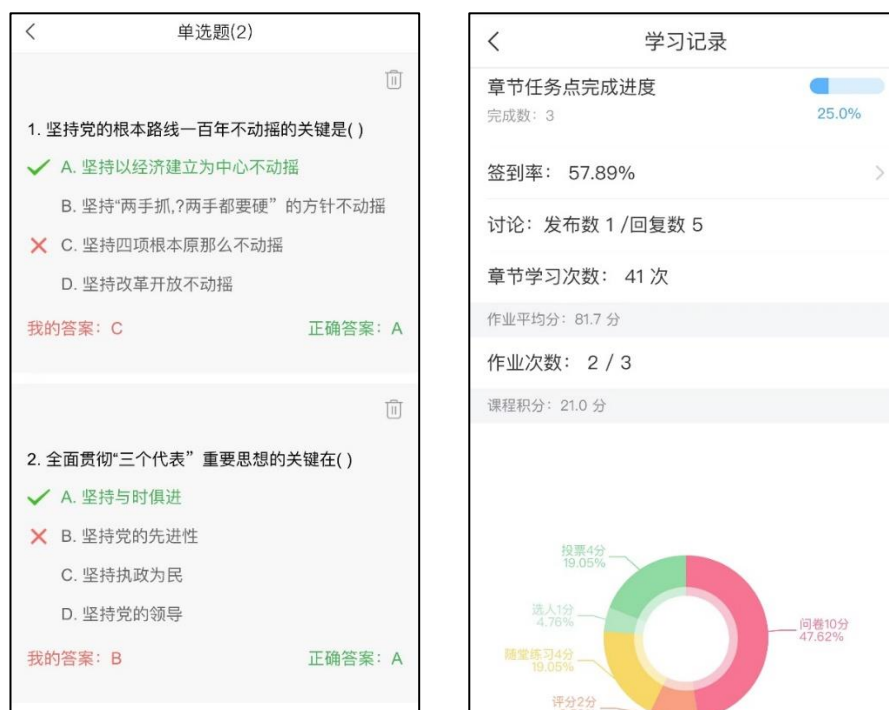 单选题(2)
1. 坚持党的根本路线一百年不动摇的关键是( )
A. 坚持以经济建立为中心不动摇
B. 坚持“两手抓,?两手都要硬”的方针不动摇
C. 坚持四项根本原那么不动摇
D. 坚持改革开放不动摇
我的答案：C
正确答案：A
2. 全面贯彻“三个代表”重要思想的关键在( )
A. 坚持与时俱进
B. 坚持党的先进性
C. 坚持执政为民
D. 坚持党的领导
我的答案：B
正确答案：A
学习记录
章节任务点完成进度
完成数：3
25.0%
签到率： 57.89%
讨论：发布数 1 /回复数 5
章节学习次数： 41 次
作业平均分：81.7 分
作业次数： 2 / 3
课程积分：21.0 分
投票4分
19.05%
选人1分
4.76%
问卷10分
47.62%
随堂练习4分
19.05%
评分2分